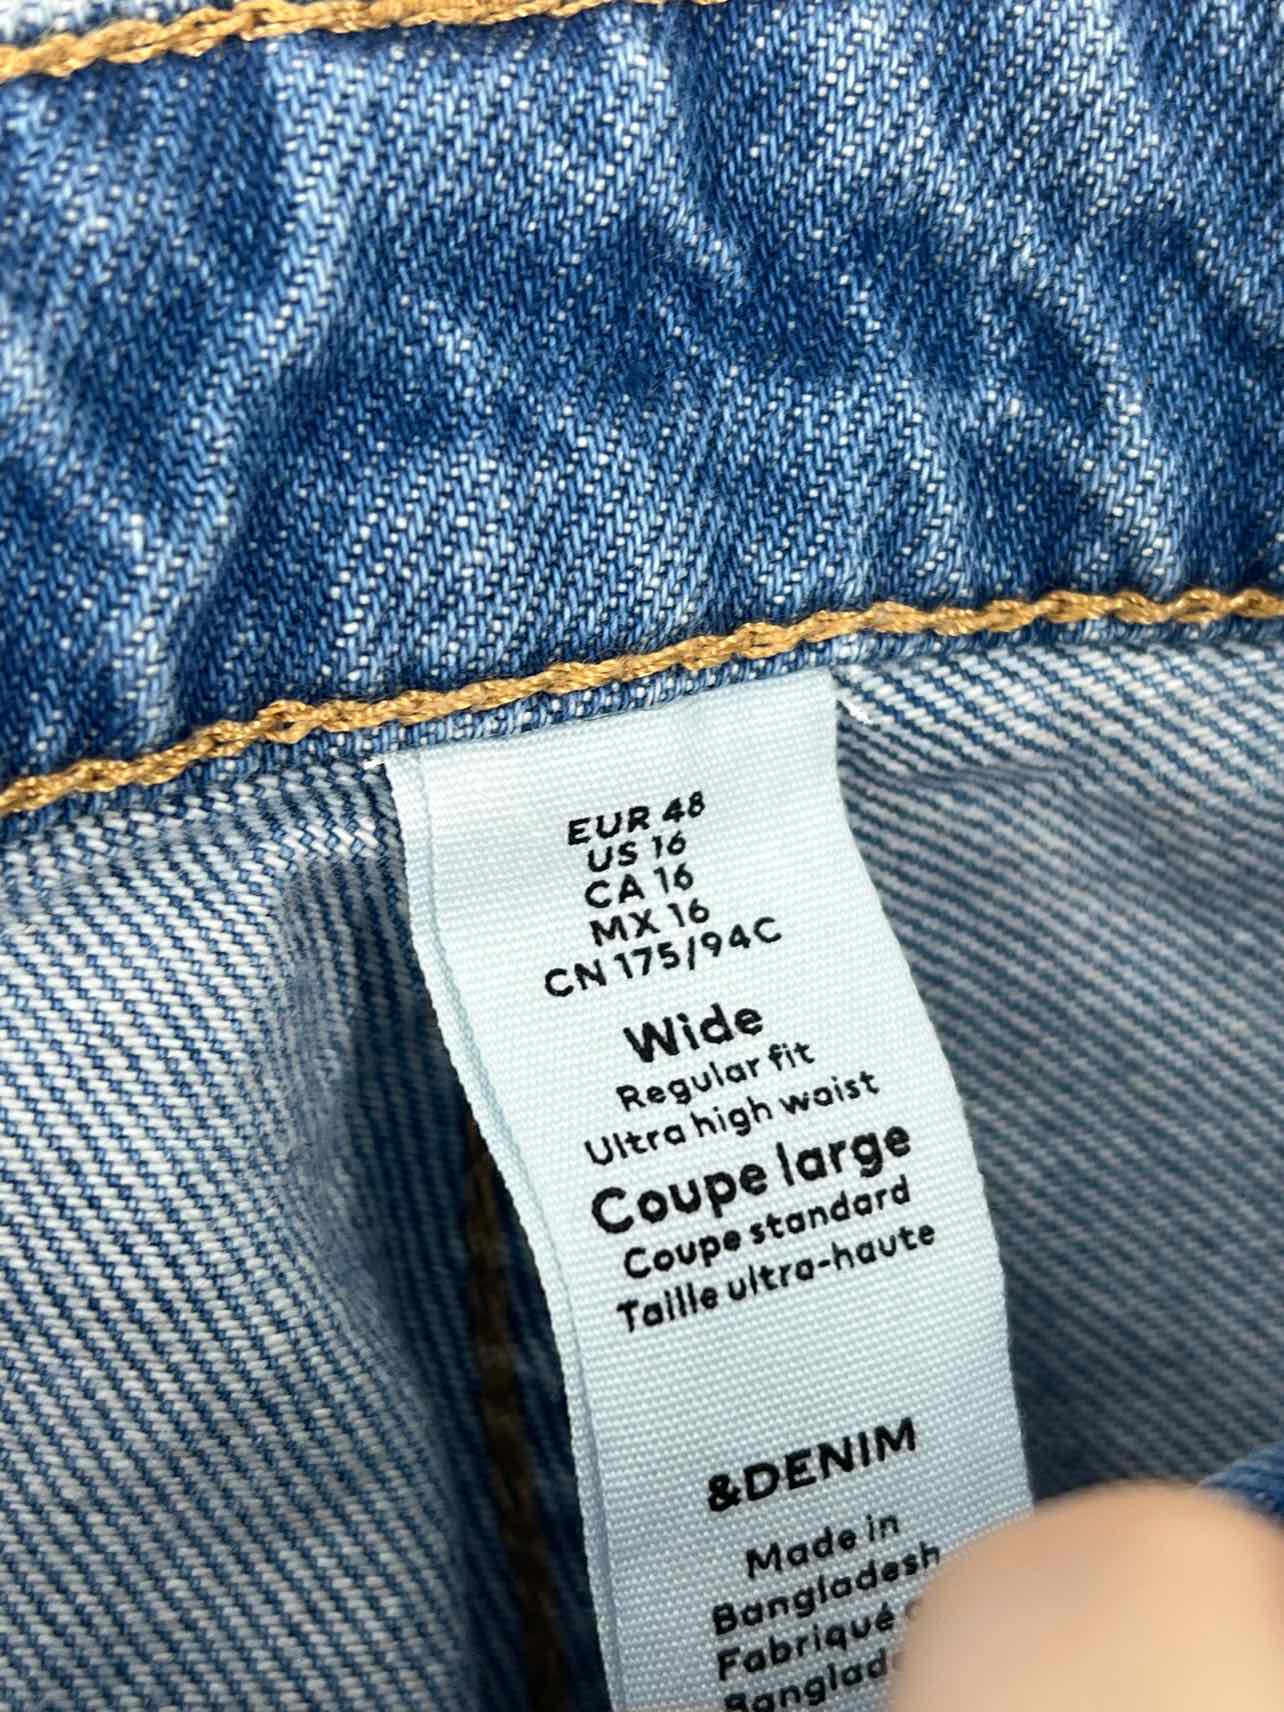 EUR 48
US 16
CA 16
MX 16
CN 175/94C
Wide
Regular fit
Ultra high waist
Coupe large
Coupe standard
Taille ultra-haute
&DENIM
Made in
Bangladesh
Fabriqué